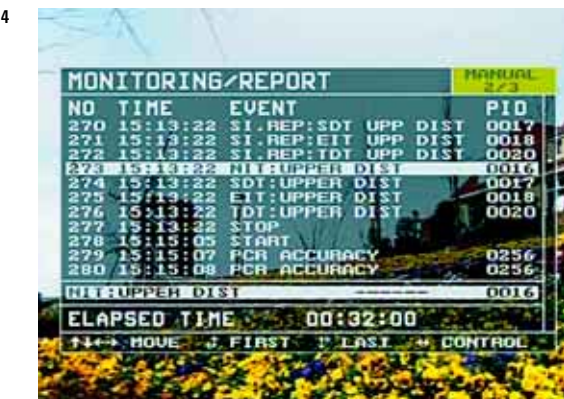 4
MONITORING/REPORT
MANUAL
2/3
NO TIME EVENT PID
270 15:13:22 SI.REP:SDT UPP DIST 0017
271 15:13:22 SI.REP:EIT UPP DIST 0018
272 15:13:22 SI.REP:TDT UPP DIST 0020
273 15:13:22 NIT:UPPER DIST 0016
274 15:13:22 SDT:UPPER DIST 0017
275 15:13:22 EIT:UPPER DIST 0018
276 15:13:22 TDT:UPPER DIST 0020
277 15:13:22 STOP
278 15:15:05 START
279 15:15:07 PCR ACCURACY 0256
280 15:15:08 PCR ACCURACY 0256
NIT:UPPER DIST ------ 0016
ELAPSED TIME 00:32:00
MOVE FIRST LAST CONTROL